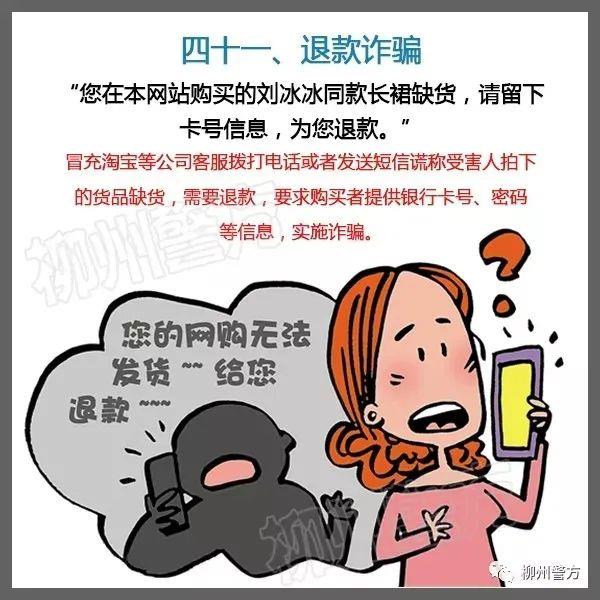 四十一、退款诈骗
“您在本网站购买的刘冰冰同款长裙缺货，请留下
卡号信息，为您退款。”
冒充淘宝等公司客服拨打电话或者发送短信谎称受害人拍下
的货品缺货，需要退款，要求购买者提供银行卡号、密码
等信息，实施诈骗。
柳州警方
?
您的网购无法
发货~~给您
退款~~~
柳州警方
柳州警方